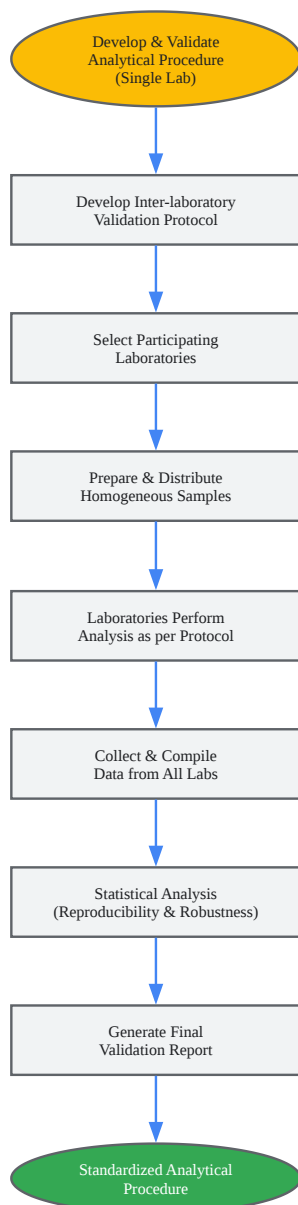 Develop & Validate
Analytical Procedure
(Single Lab)
Develop Inter-laboratory
Validation Protocol
Select Participating
Laboratories
Prepare & Distribute
Homogeneous Samples
Laboratories Perform
Analysis as per Protocol
Collect & Compile
Data from All Labs
Statistical Analysis
(Reproducibility & Robustness)
Generate Final
Validation Report
Standardized Analytical
Procedure